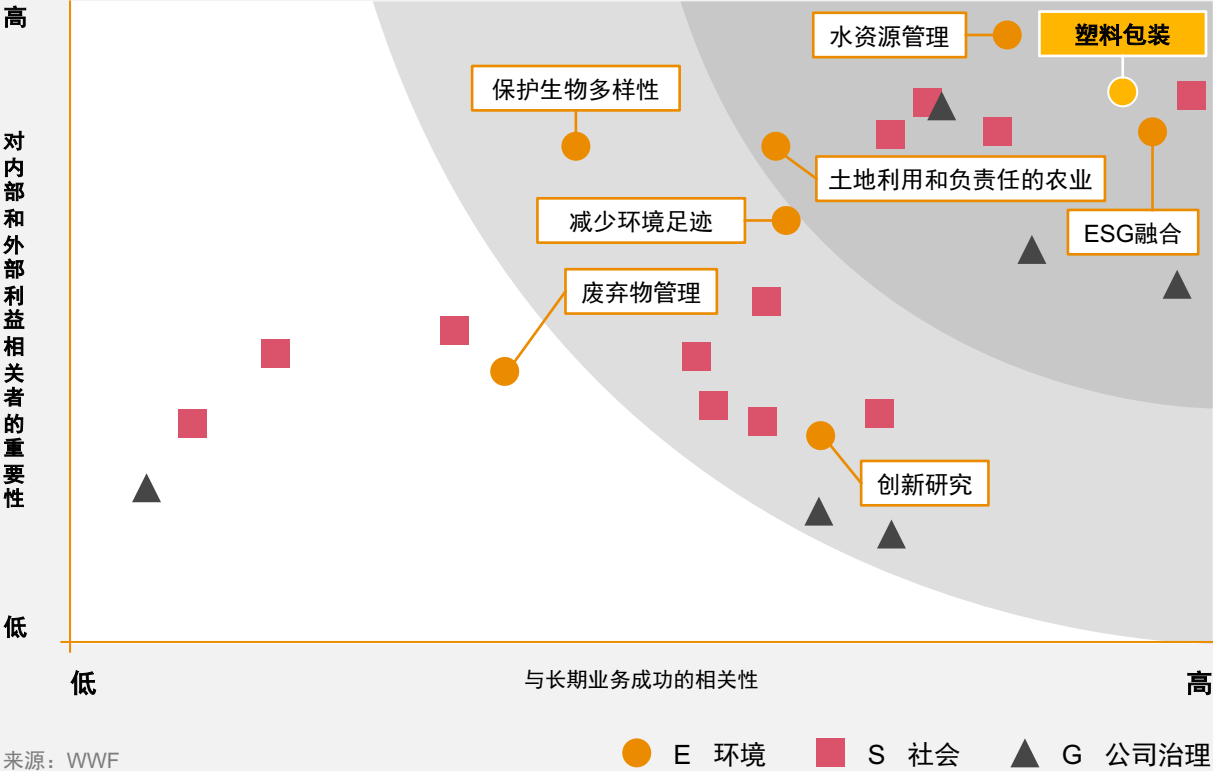 高
水资源管理
塑料包装
保护生物多样性
土地利用和负责任的农业
减少环境足迹
ESG融合
废弃物管理
创新研究
对内部和外部利益相关者的重要性
低
低
与长期业务成功的相关性
高
E 环境
S 社会
G 公司治理
来源：WWF